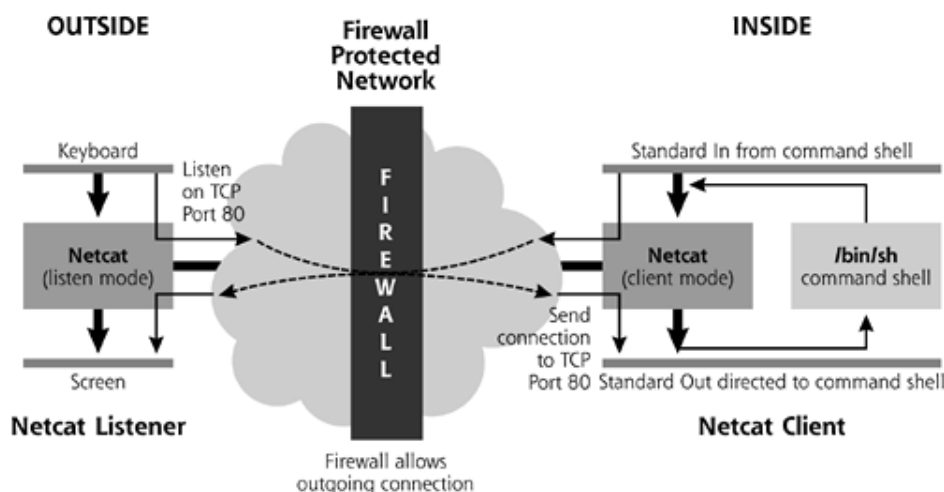 OUTSIDE
Firewall
Protected
Network
INSIDE
Keyboard
Listen
on TCP
Port 80
Netcat
(listen mode)
Screen
Netcat Listener
FIREWALL
Firewall allows
outgoing connection
Standard In from command shell
Netcat
(client mode)
/bin/sh
command shell
Send
connection
to TCP
Port 80
Standard Out directed to command shell
Netcat Client